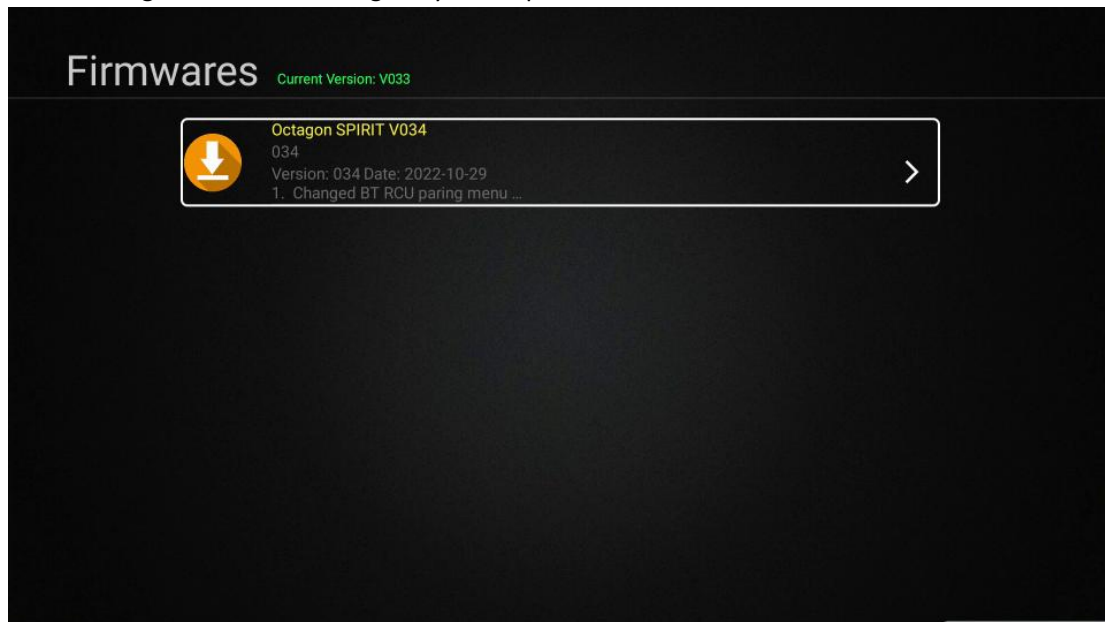 Firmwares Current Version: V033
Octagon SPIRIT V034
034
Version: 034 Date: 2022-10-29
1. Changed BT RCU paring menu ...